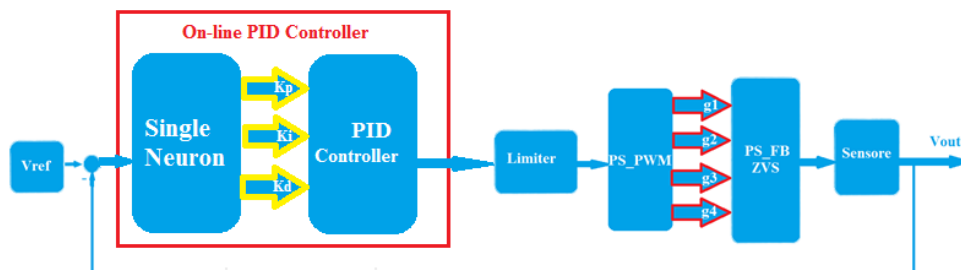 On-line PID Controller
Vref
-
Single
Neuron
Kp
Ki
Kd
PID
Controller
Limiter
PS_PWM
g1
g2
g3
g4
PS_FB
ZVS
Sensore
Vout